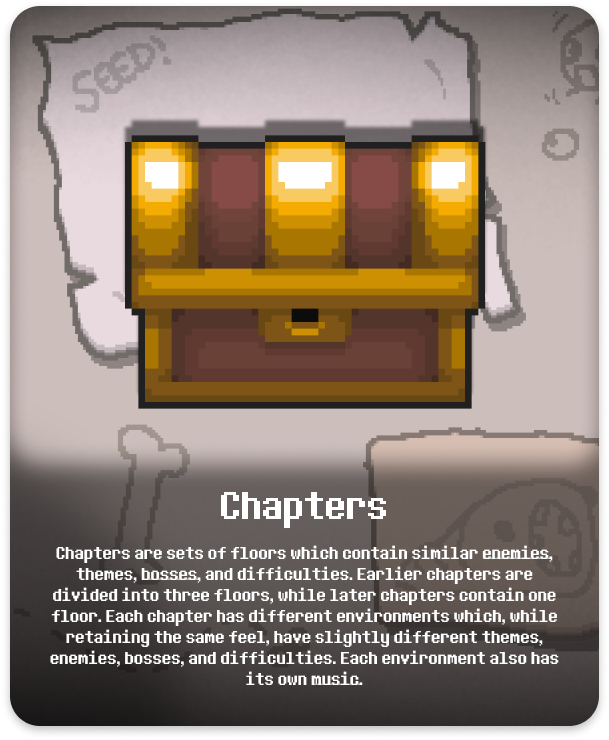 SEED!
Chapters
Chapters are sets of floors which contain similar enemies,
themes, bosses, and difficulties. Earlier chapters are
divided into three floors, while later chapters contain one
floor. Each chapter has different environments which, while
retaining the same feel, have slightly different themes,
enemies, bosses, and difficulties. Each environment also has
its own music.